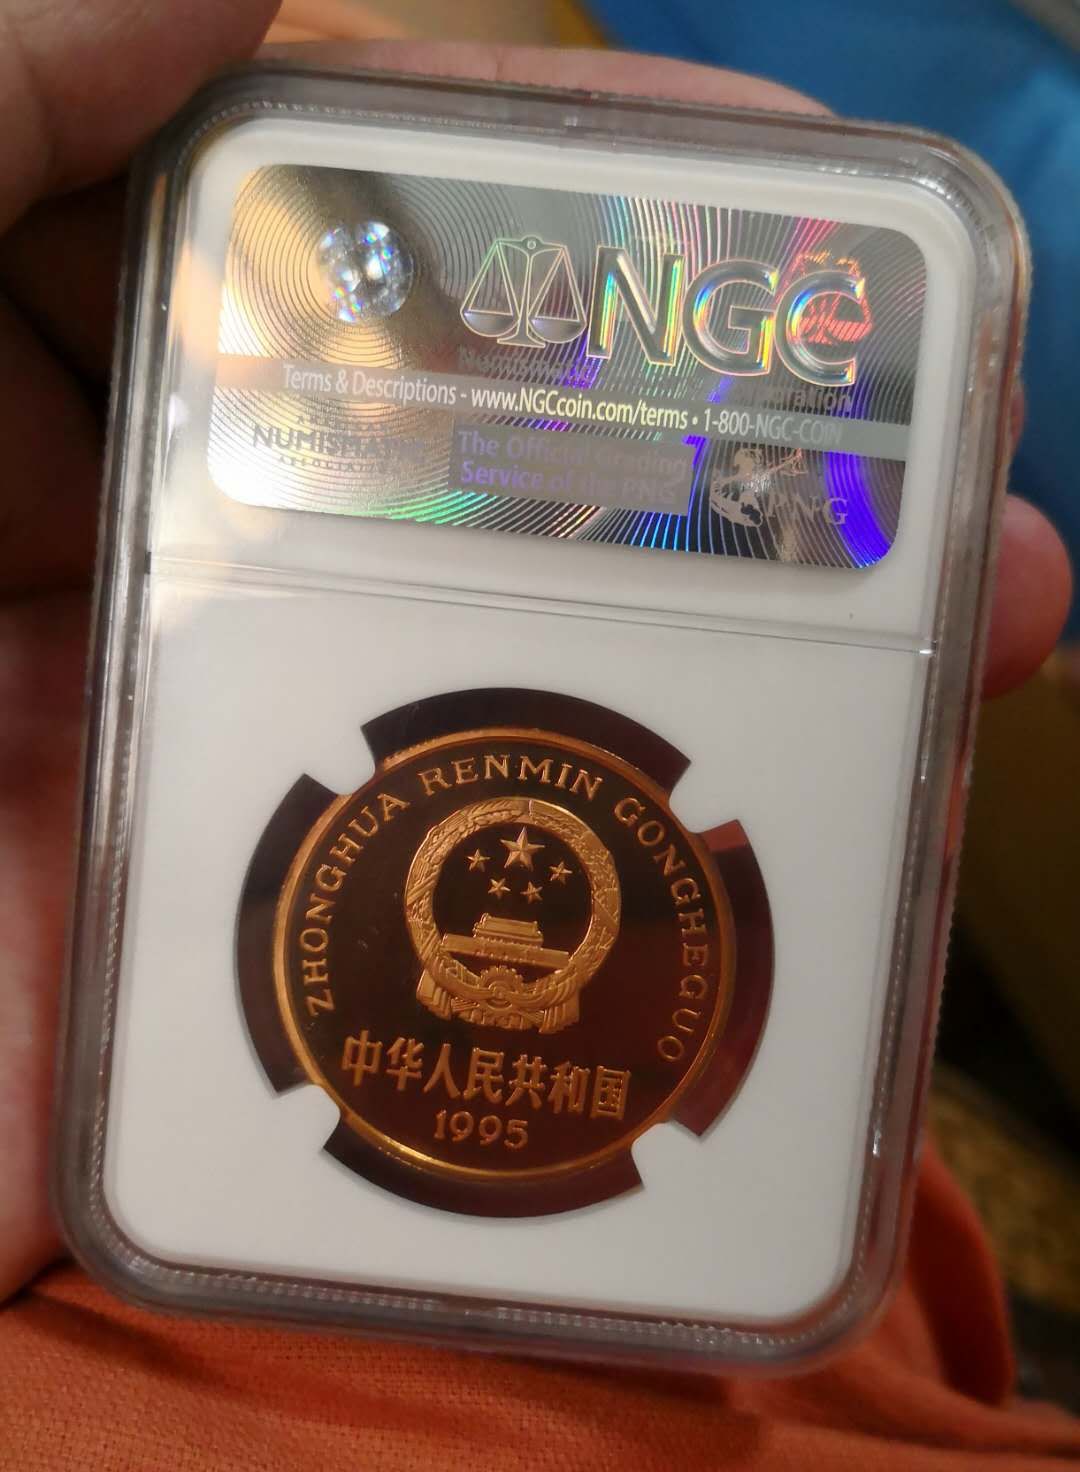 NGC
Terms & Descriptions - www.NGCcoin.com/terms • 1-800-NGC-COIN
The Official Grading
Service of the PNG
PNG
ZHONGHUA RENMIN GONGHEGUO
中华人民共和国
1995